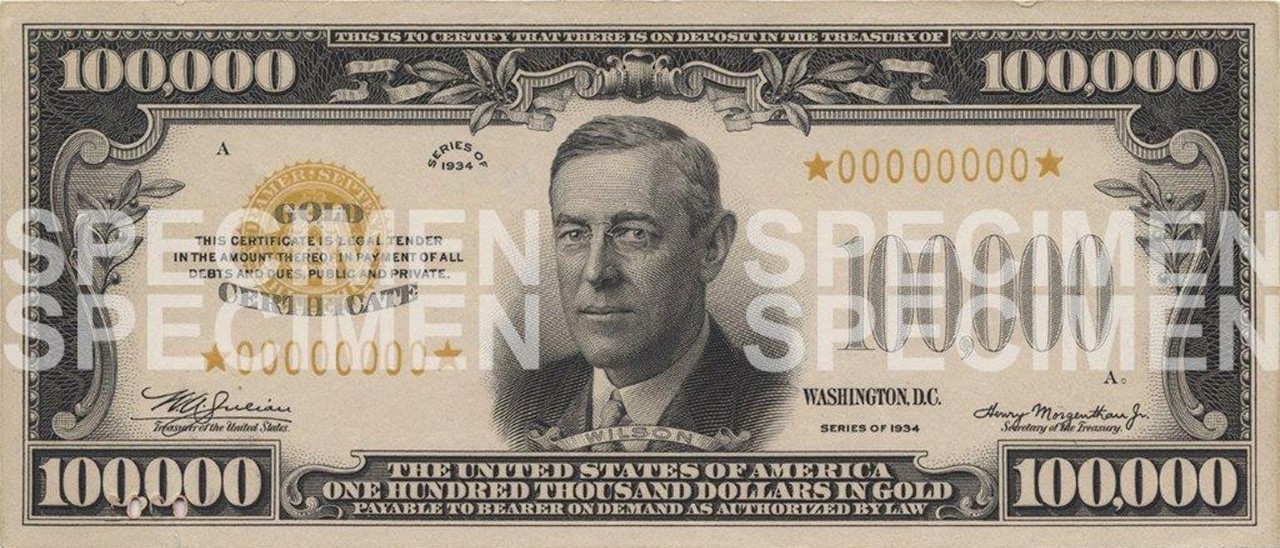 THIS IS TO CERTIFY THAT THERE IS ON DEPOSIT IN THE TREASURY OF
100,000
100,000
A
SERIES OF
1934
★00000000★
GOLD
THIS CERTIFICATE IS LEGAL TENDER
IN THE AMOUNT THEREOF IN PAYMENT OF ALL
DEBTS AND DUES, PUBLIC AND PRIVATE.
CERTIFICATE
SPECIMEN SPECIMEN
SPECIMEN SPECIMEN
100,000
★00000000★
A
WASHINGTON, D.C.
SERIES OF 1934
W A Julian
Treasurer of the United States.
Henry Morgenthau Jr.
Secretary of the Treasury.
WILSON
100,000
100,000
THE UNITED STATES OF AMERICA
ONE HUNDRED THOUSAND DOLLARS IN GOLD
PAYABLE TO BEARER ON DEMAND AS AUTHORIZED BY LAW